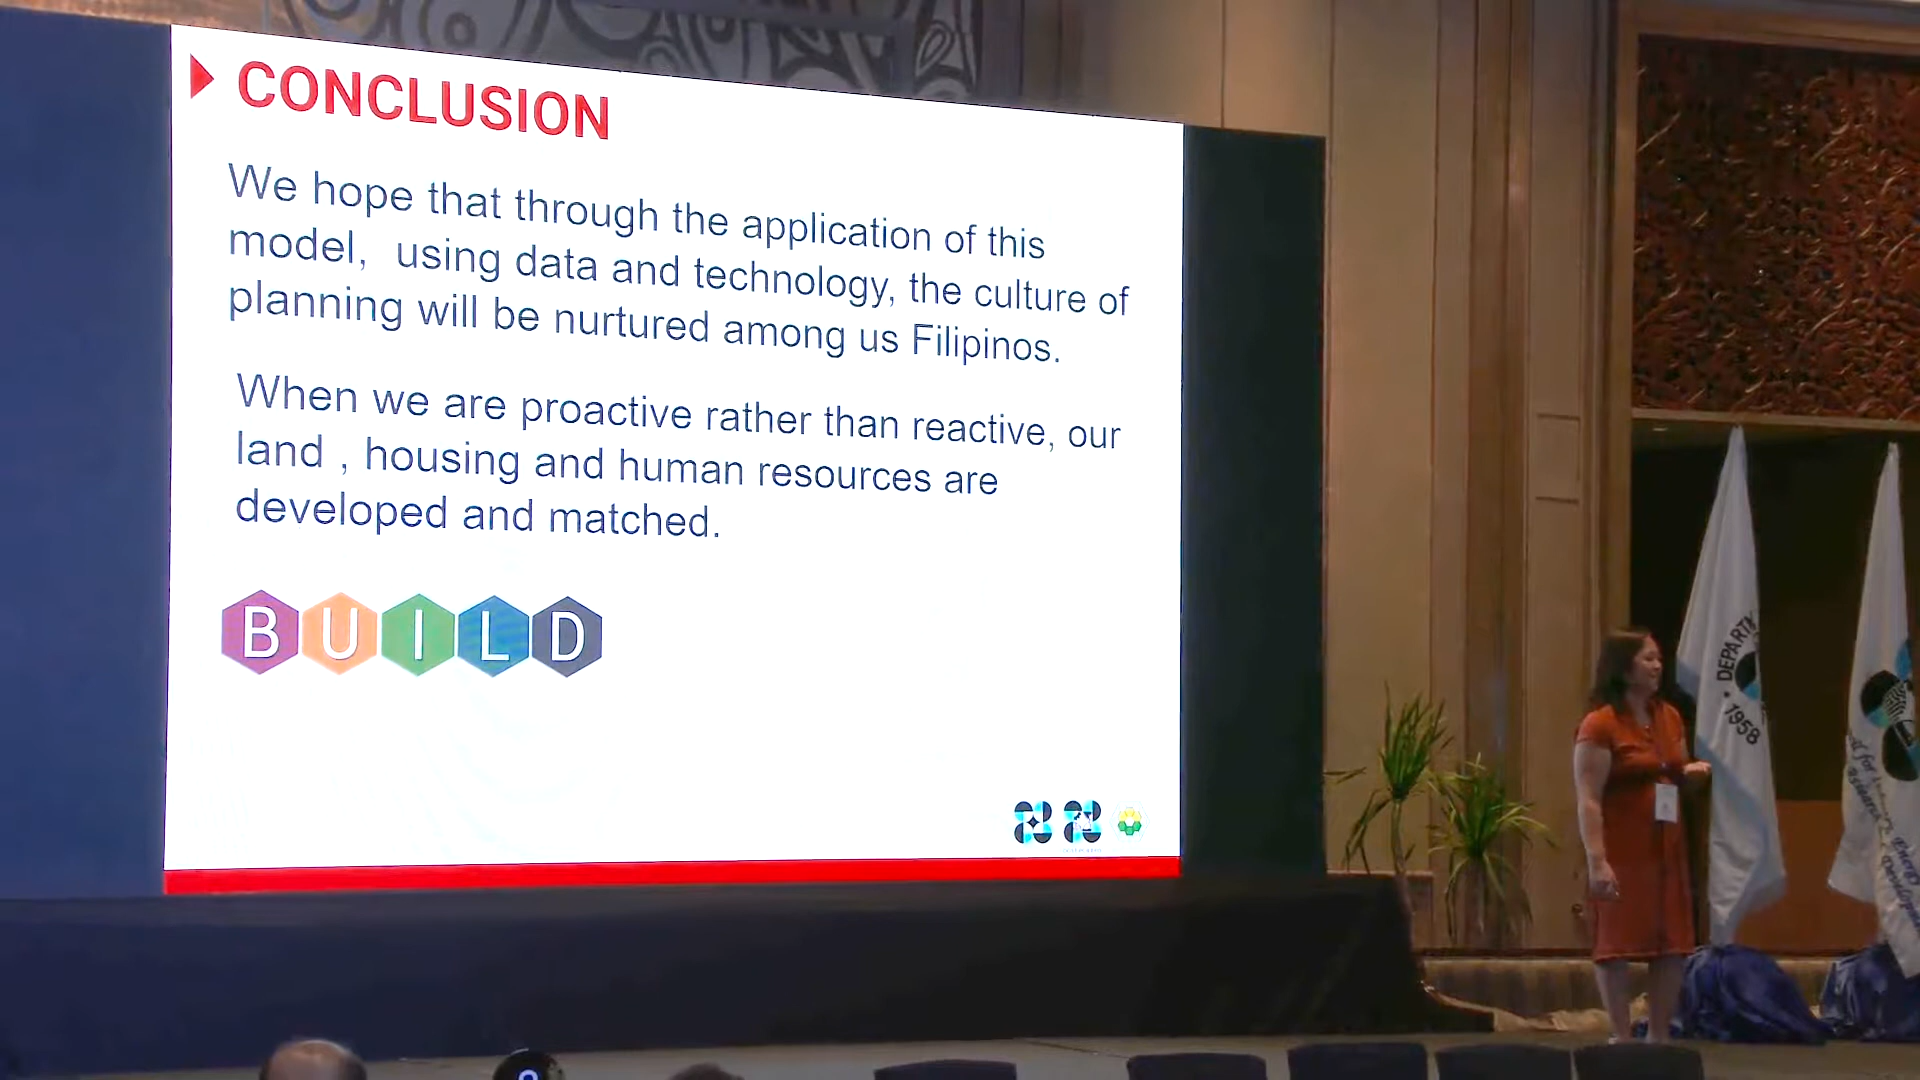 CONCLUSION
We hope that through the application of this
model, using data and technology, the culture of
planning will be nurtured among us Filipinos.
When we are proactive rather than reactive, our
land , housing and human resources are
developed and matched.
BUILD
DEPARTM
1958